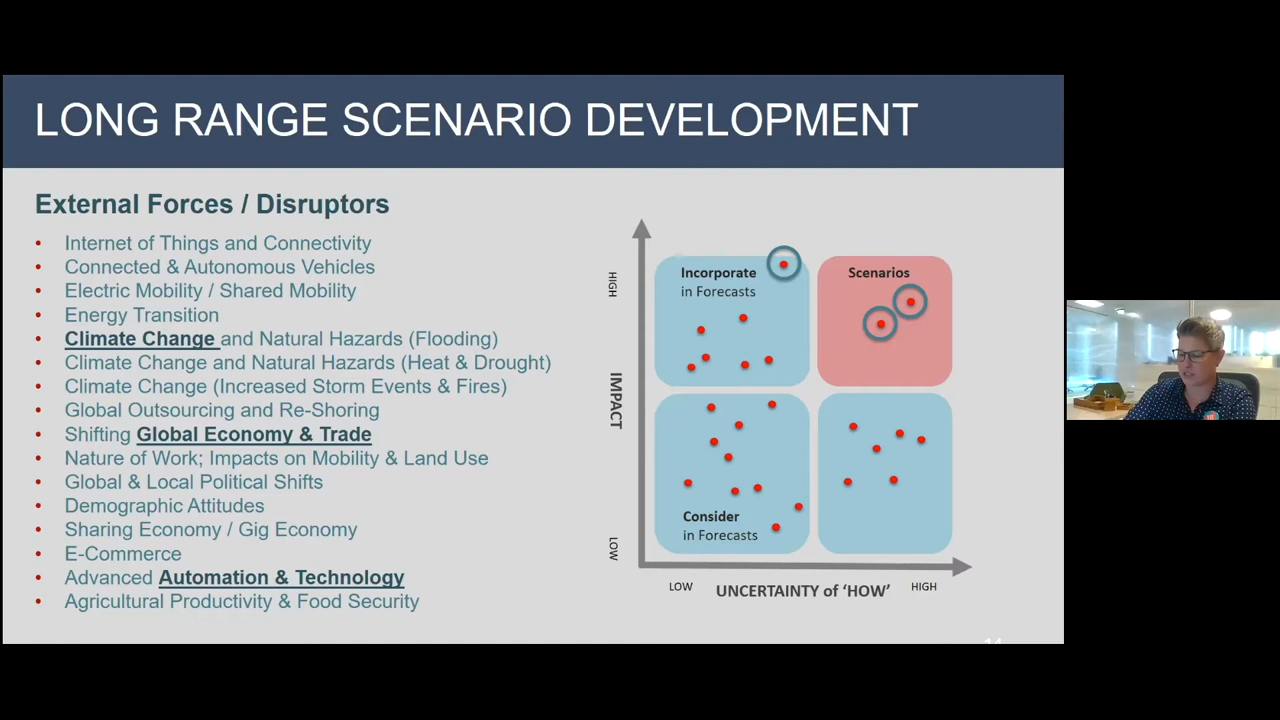 LONG RANGE SCENARIO DEVELOPMENT
External Forces / Disruptors
• Internet of Things and Connectivity
• Connected & Autonomous Vehicles
• Electric Mobility / Shared Mobility
• Energy Transition
• Climate Change and Natural Hazards (Flooding)
• Climate Change and Natural Hazards (Heat & Drought)
• Climate Change (Increased Storm Events & Fires)
• Global Outsourcing and Re-Shoring
• Shifting Global Economy & Trade
• Nature of Work; Impacts on Mobility & Land Use
• Global & Local Political Shifts
• Demographic Attitudes
• Sharing Economy / Gig Economy
• E-Commerce
• Advanced Automation & Technology
• Agricultural Productivity & Food Security
HIGH
IMPACT
LOW
Incorporate
in Forecasts
Scenarios
Consider
in Forecasts
LOW
UNCERTAINTY of ‘HOW’
HIGH